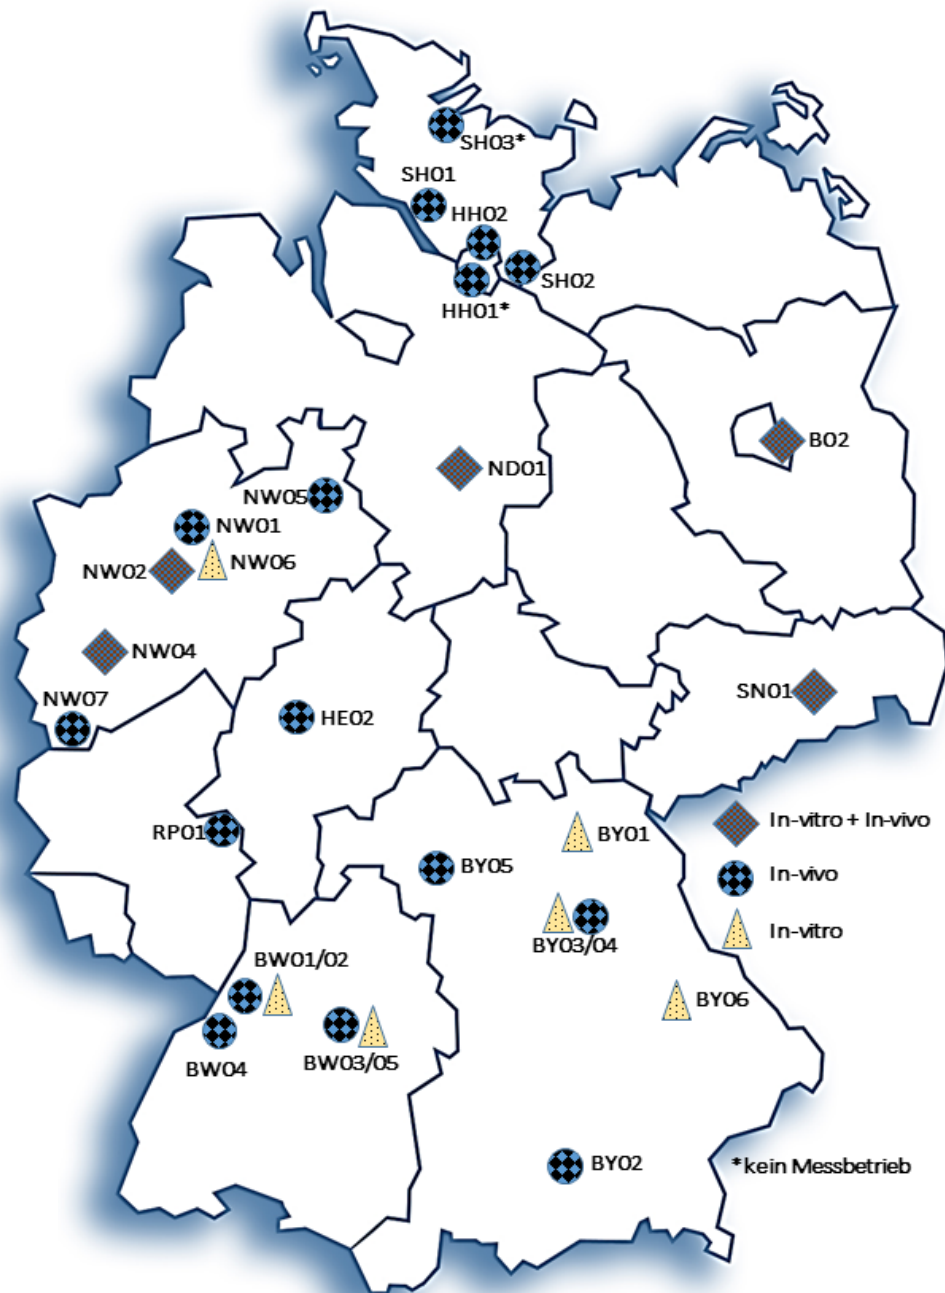 SH03*
SH01
HH02
SH02
HH01*
B02
ND01
NW05
NW01
NW06
NW02
NW04
SN01
NW07
HE02
In-vitro + In-vivo
RP01
BY01
BY05
In-vivo
In-vitro
BY03/04
BW01/02
BY06
BW03/05
BW04
BY02
*kein Messbetrieb